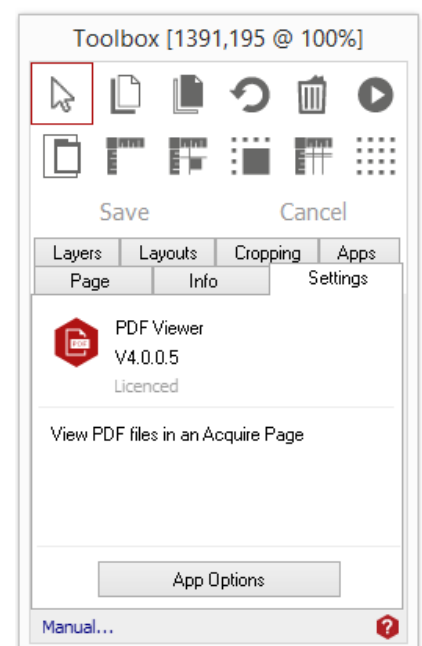 Toolbox [1391,195 @ 100%]
Save Cancel
Layers Layouts Cropping Apps
Page Info Settings
PDF
PDF Viewer
V4.0.0.5
Licenced
View PDF files in an Acquire Page
App Options
Manual... ?